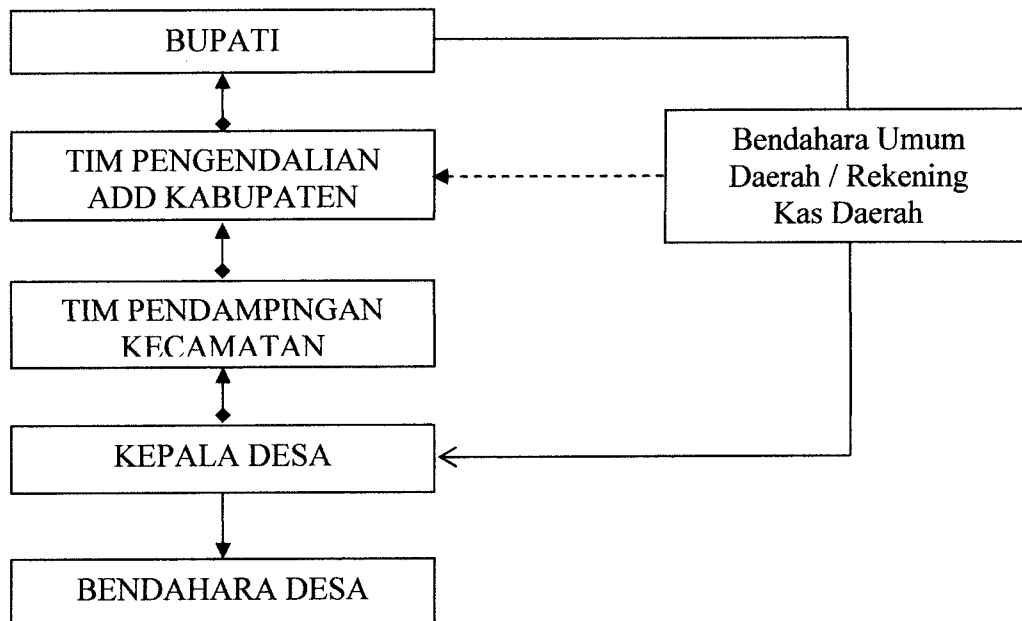 BUPATI
TIM PENGENDALIAN
ADD KABUPATEN
Bendahara Umum
Daerah / Rekening
Kas Daerah
TIM PENDAMPINGAN
KECAMATAN
KEPALA DESA
BENDAHARA DESA